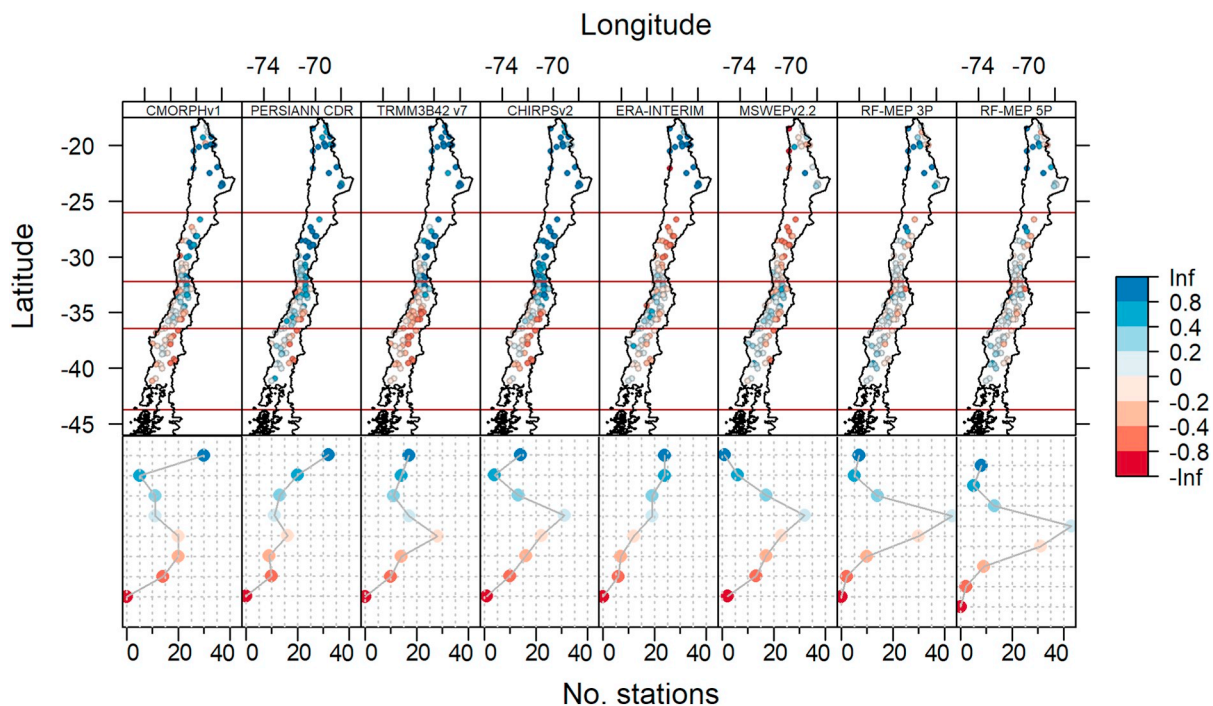 Longitude
-74 -70 -74 -70 -74 -70 -74 -70
CMORPHv1 PERSIANN CDR TRMM3B42 v7 CHIRPSv2 ERA-INTERIM MSWEPv2.2 RF-MEP 3P RF-MEP 5P
Latitude
-20
-25
-30
-35
-40
-45
Inf
0.8
0.4
0.2
0
-0.2
-0.4
-0.8
-Inf
0 20 40 0 20 40 0 20 40 0 20 40 0 20 40 0 20 40 0 20 40 0 20 40
No. stations